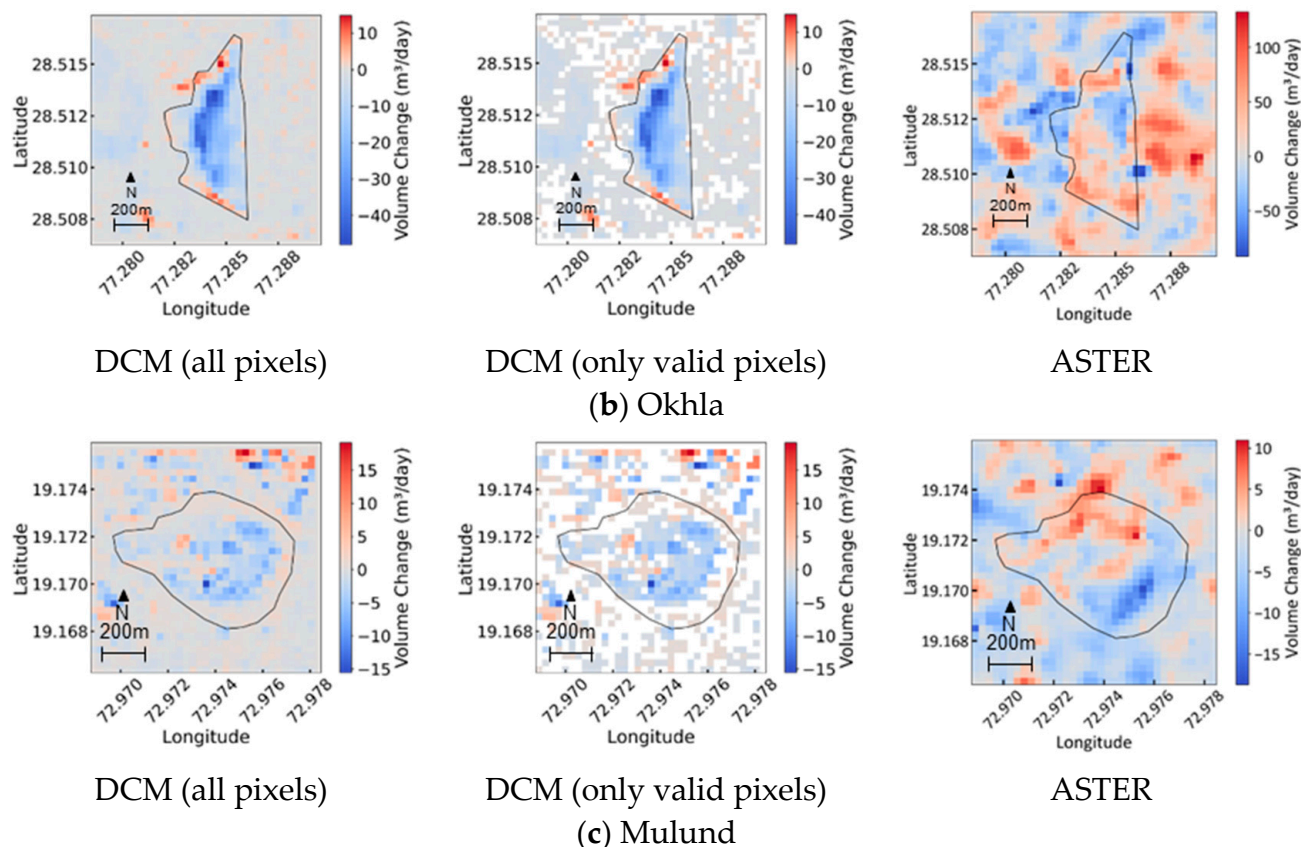 10
0
−10
−20
−30
−40
Volume Change (m³/day)
28.515
28.512
28.510
28.508
Latitude
N
200m
77.280
77.282
77.285
77.288
Longitude
DCM (all pixels)
10
0
−10
−20
−30
−40
Volume Change (m³/day)
28.515
28.512
28.510
28.508
Latitude
N
200m
77.280
77.282
77.285
77.288
Longitude
DCM (only valid pixels)
100
50
0
−50
Volume Change (m³/day)
28.515
28.512
28.510
28.508
Latitude
N
200m
77.280
77.282
77.285
77.288
Longitude
ASTER
(b) Okhla
15
10
5
0
−5
−10
−15
Volume Change (m³/day)
19.174
19.172
19.170
19.168
Latitude
N
200m
72.970
72.972
72.974
72.976
72.978
Longitude
DCM (all pixels)
15
10
5
0
−5
−10
−15
Volume Change (m³/day)
19.174
19.172
19.170
19.168
Latitude
N
200m
72.970
72.972
72.974
72.976
72.978
Longitude
DCM (only valid pixels)
10
5
0
−5
−10
−15
Volume Change (m³/day)
19.174
19.172
19.170
19.168
Latitude
N
200m
72.970
72.972
72.974
72.976
72.978
Longitude
ASTER
(c) Mulund